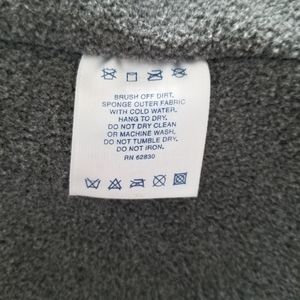 BRUSH OFF DIRT,
SPONGE OUTER FABRIC
WITH COLD WATER.
HANG TO DRY.
DO NOT DRY CLEAN
OR MACHINE WASH.
DO NOT TUMBLE DRY.
DO NOT IRON.
RN 62830